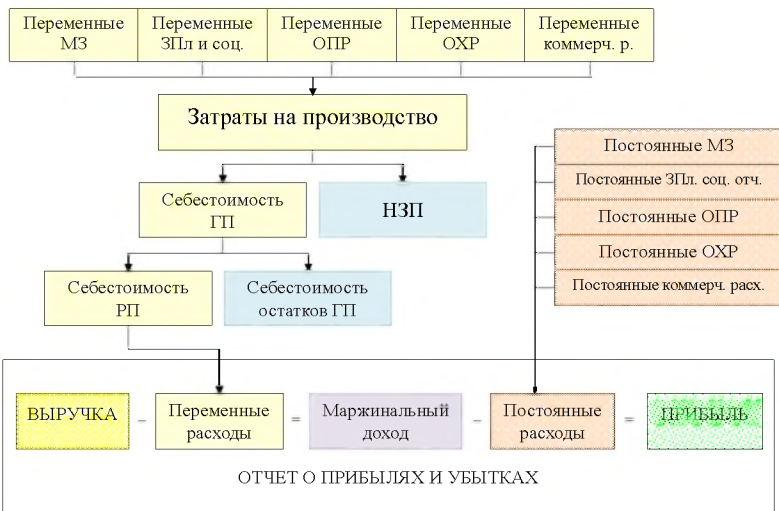 Переменные Переменные Переменные Переменные Переменные
МЗ ЗПл и соц. ОПР ОХР коммерч. р.
Затраты на производство
Постоянные МЗ
Постоянные ЗПл. соц. отч.
Постоянные ОПР
Постоянные ОХР
Постоянные коммерч. расх.
Себестоимость
ГП
НЗП
Себестоимость
РП
Себестоимость
остатков ГП
ВЫРУЧКА – Переменные
расходы
= Маржинальный
доход
– Постоянные
расходы
= ПРИБЫЛЬ
ОТЧЕТ О ПРИБЫЛЯХ И УБЫТКАХ